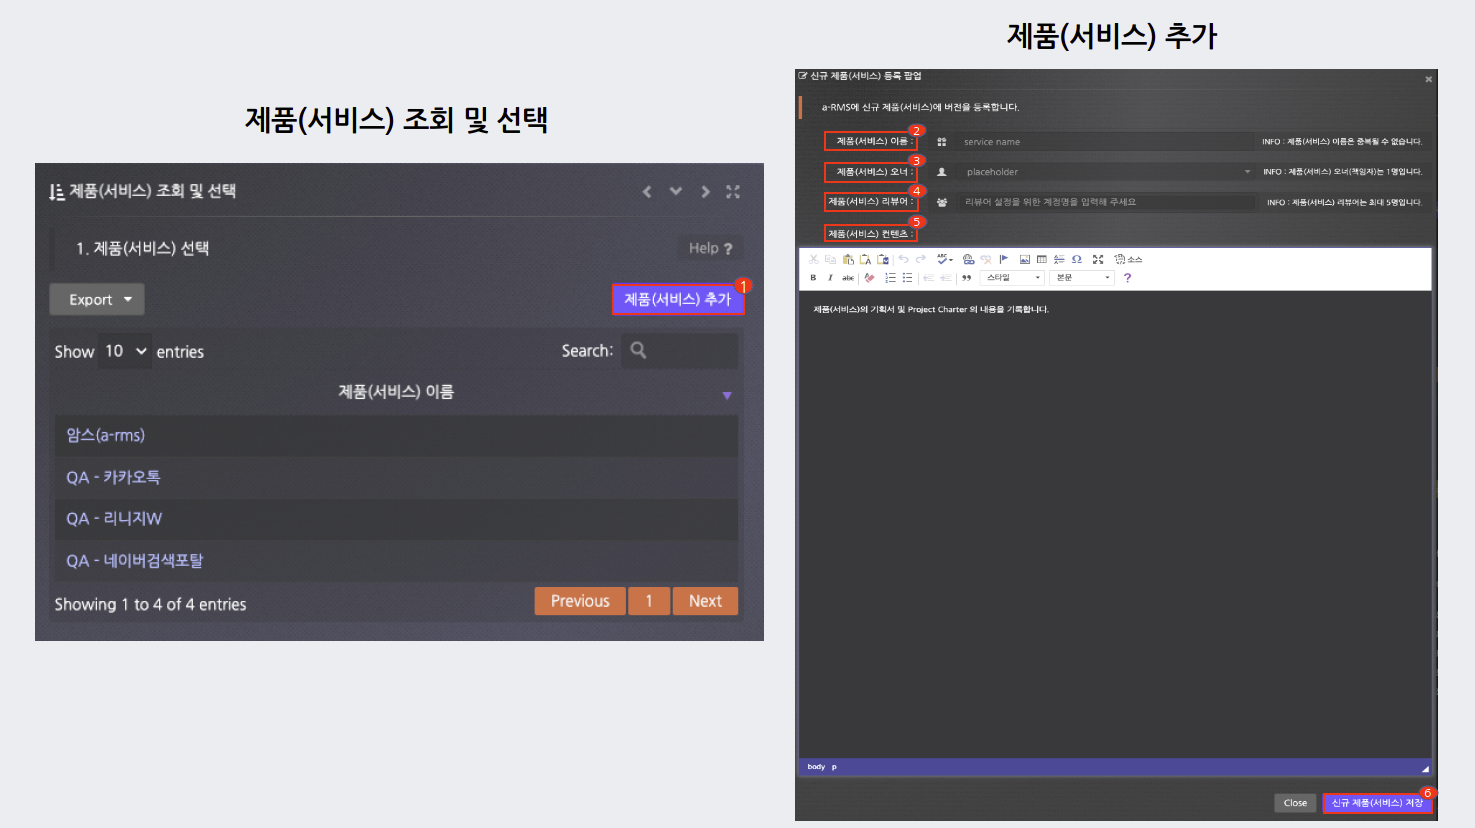 제품(서비스) 조회 및 선택
제품(서비스) 조회 및 선택
1. 제품(서비스) 선택
Help ?
Export
제품(서비스) 추가
1
Show 10 entries
Search:
제품(서비스) 이름
암스(a-rms)
QA - 카카오톡
QA - 리니지W
QA - 네이버검색포탈
Showing 1 to 4 of 4 entries
Previous 1 Next
제품(서비스) 추가
신규 제품(서비스) 등록 팝업
a-RMS에 신규 제품(서비스)에 버전을 등록합니다.
2
제품(서비스) 이름 : service name INFO : 제품(서비스) 이름은 중복될 수 없습니다.
3
제품(서비스) 오너 : placeholder INFO : 제품(서비스) 오너(책임자)는 1명입니다.
4
제품(서비스) 리뷰어 : 리뷰어 설정을 위한 계정명을 입력해 주세요 INFO : 제품(서비스) 리뷰어는 최대 5명입니다.
5
제품(서비스) 컨텐츠 :
ABC Ω 소스
B I abc 스타일 본문 ?
제품(서비스)의 기획서 및 Project Charter 의 내용을 기록합니다.
body p
Close 신규 제품(서비스) 저장
6